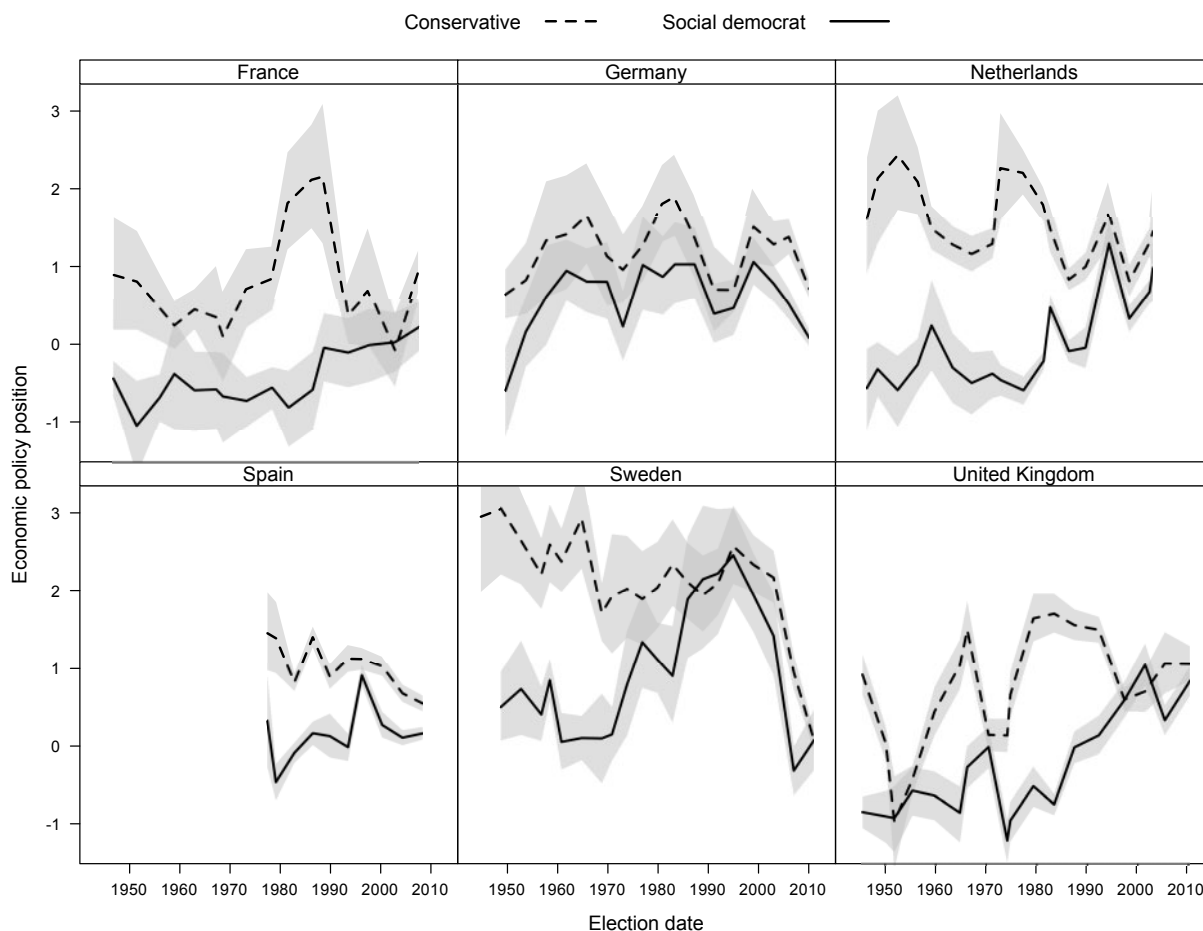 Conservative Social democrat
France Germany Netherlands
3
2
1
0
-1
Spain Sweden United Kingdom
3
2
1
0
-1
Economic policy position
1950 1960 1970 1980 1990 2000 2010 1950 1960 1970 1980 1990 2000 2010 1950 1960 1970 1980 1990 2000 2010
Election date